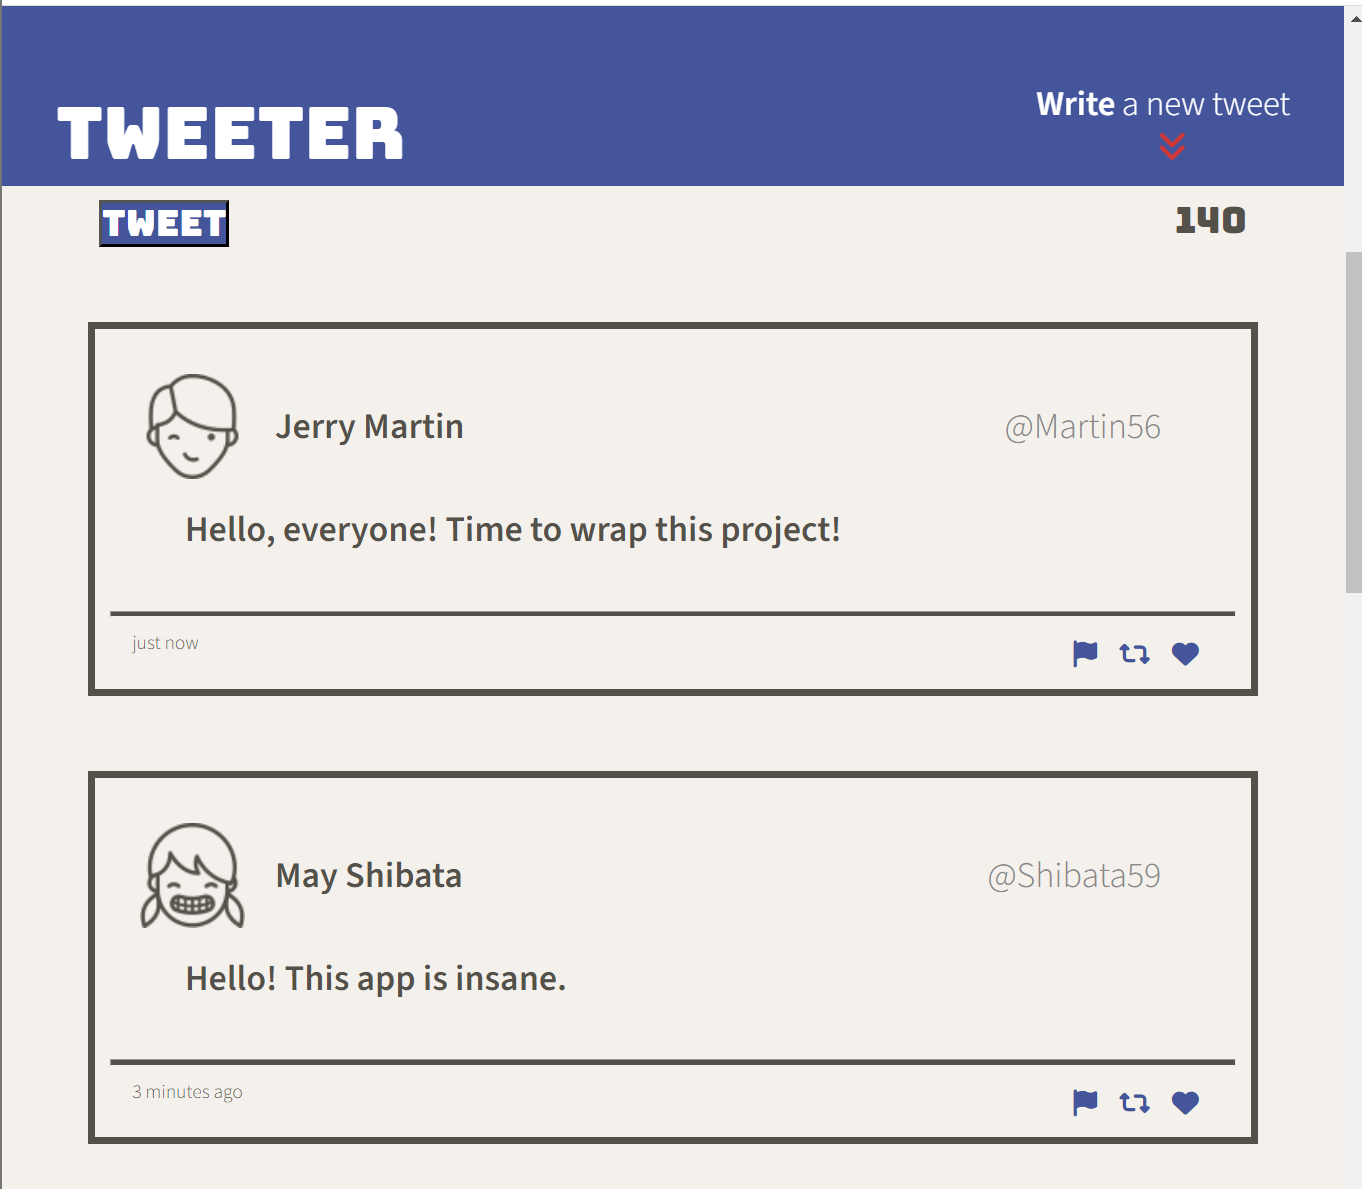 TWEETER
Write a new tweet
TWEET
140
Jerry Martin
@Martin56
Hello, everyone! Time to wrap this project!
just now
May Shibata
@Shibata59
Hello! This app is insane.
3 minutes ago